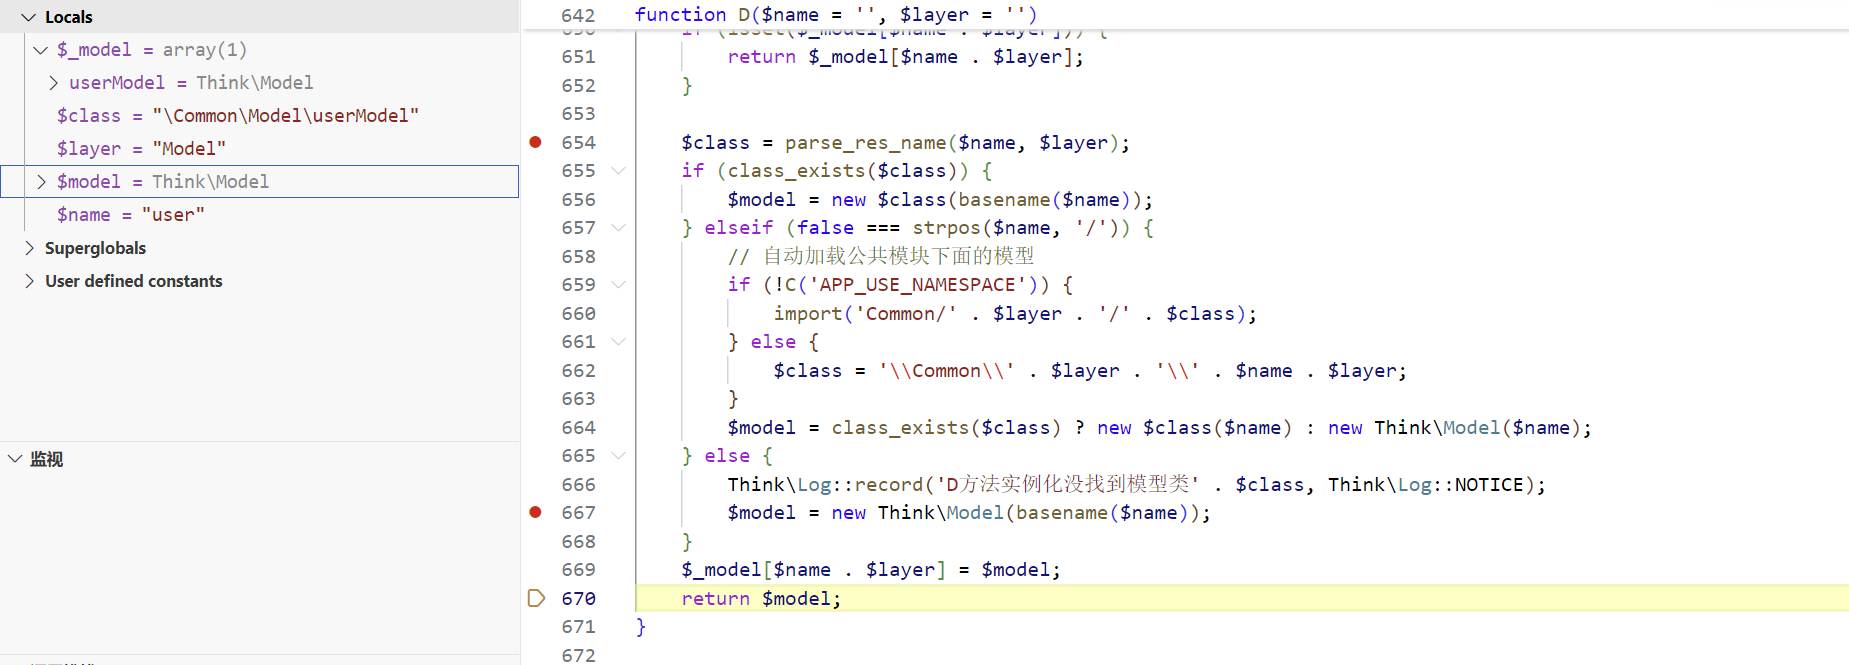 Locals
$_model = array(1)
userModel = Think\Model
$class = "\Common\Model\userModel"
$layer = "Model"
$model = Think\Model
$name = "user"
Superglobals
User defined constants
监视
642 function D($name = '', $layer = '')
651 return $_model[$name . $layer];
652 }
653
654 $class = parse_res_name($name, $layer);
655 if (class_exists($class)) {
656 $model = new $class(basename($name));
657 } elseif (false === strpos($name, '/')) {
658 // 自动加载公共模块下面的模型
659 if (!C('APP_USE_NAMESPACE')) {
660 import('Common/' . $layer . '/' . $class);
661 } else {
662 $class = '\\Common\\' . $layer . '\\' . $name . $layer;
663 }
664 $model = class_exists($class) ? new $class($name) : new Think\Model($name);
665 } else {
666 Think\Log::record('D方法实例化没找到模型类' . $class, Think\Log::NOTICE);
667 $model = new Think\Model(basename($name));
668 }
669 $_model[$name . $layer] = $model;
670 return $model;
671 }
672